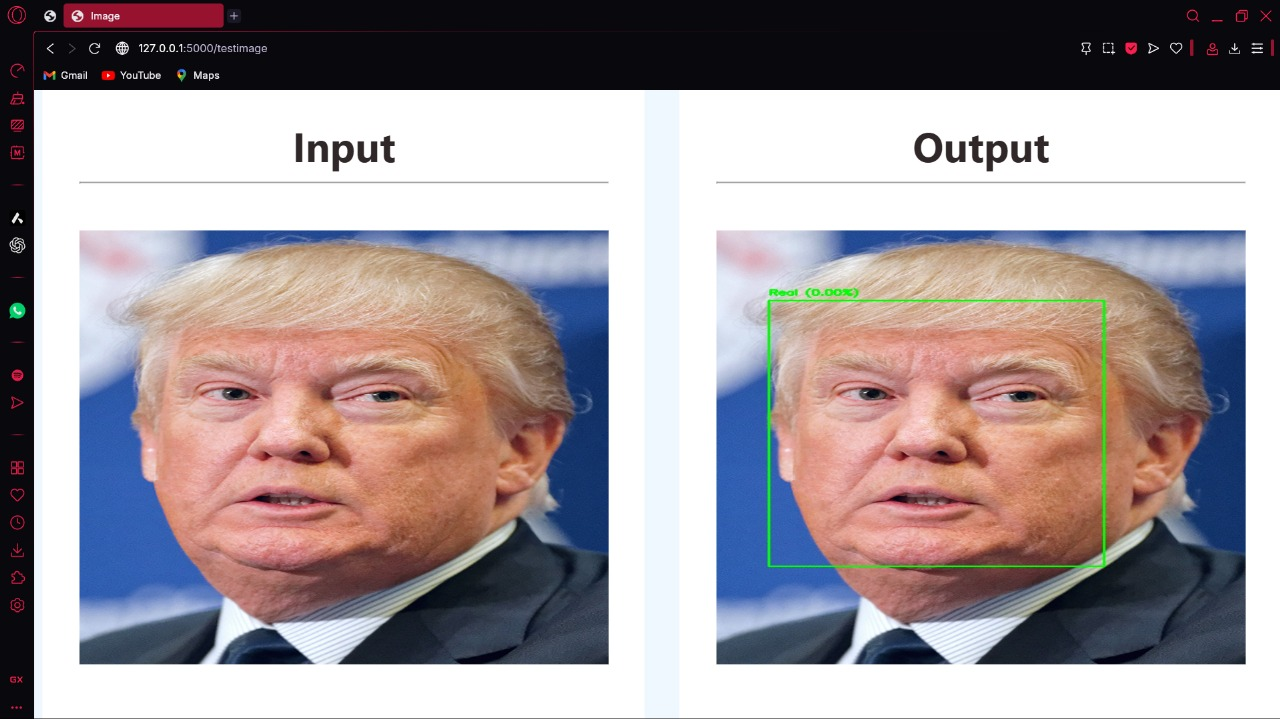 Image
127.0.0.1:5000/testimage
Gmail
YouTube
Maps
M
Input
Output
Real (0.00%)
GX